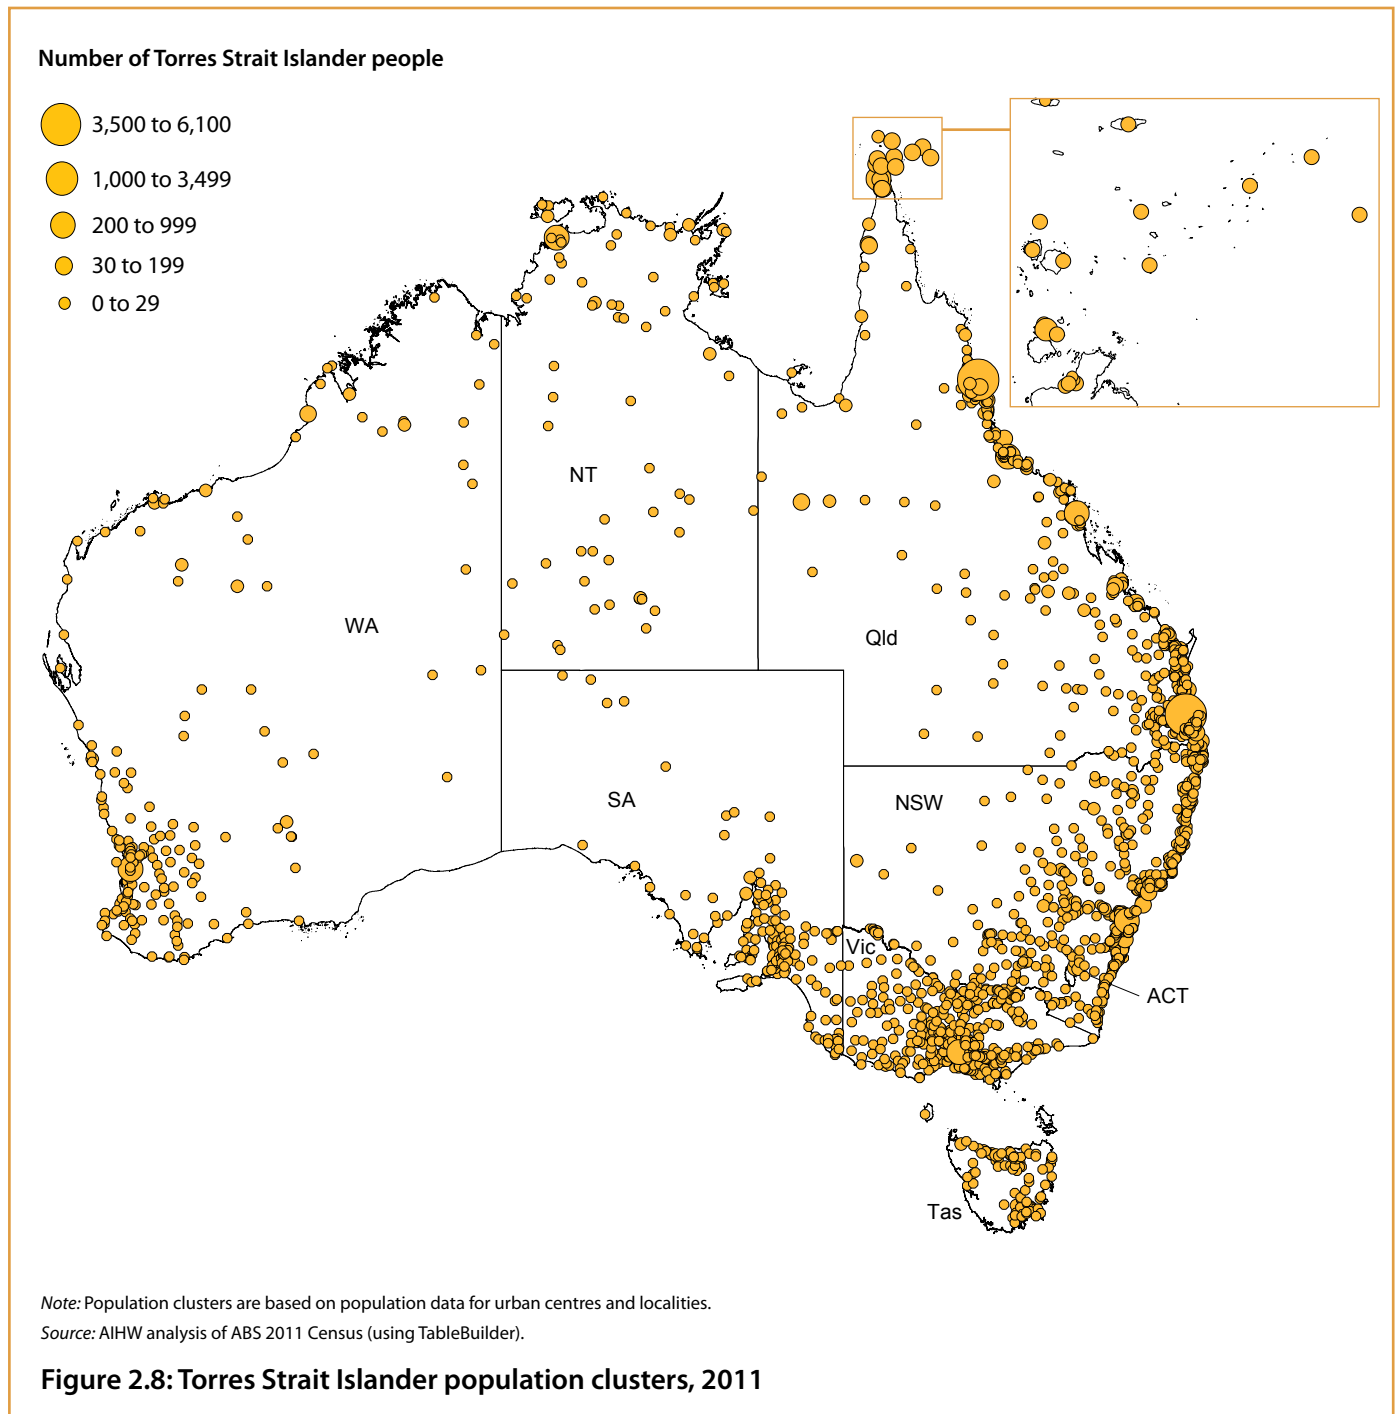 Number of Torres Strait Islander people
3,500 to 6,100
1,000 to 3,499
200 to 999
30 to 199
0 to 29
NT
WA
Qld
SA
NSW
Vic
ACT
Tas
Note: Population clusters are based on population data for urban centres and localities.
Source: AIHW analysis of ABS 2011 Census (using TableBuilder).
Figure 2.8: Torres Strait Islander population clusters, 2011